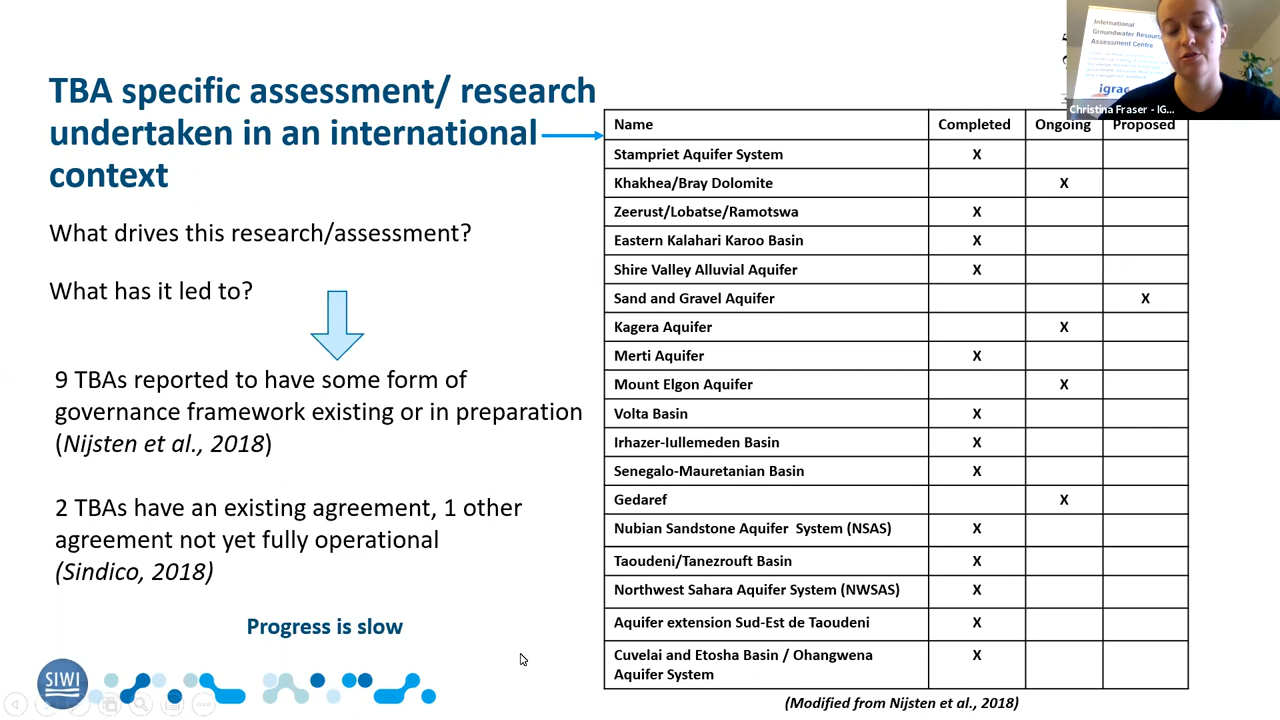 TBA specific assessment/ research
undertaken in an international
context
What drives this research/assessment?
What has it led to?
9 TBAs reported to have some form of
governance framework existing or in preparation
(Nijsten et al., 2018)
2 TBAs have an existing agreement, 1 other
agreement not yet fully operational
(Sindico, 2018)
Progress is slow
SIWI
International
Groundwater Resour
Assessment Centre
igrac
Christina Fraser - IG...
Name Completed Ongoing Proposed
Stampriet Aquifer System X
Khakhea/Bray Dolomite X
Zeerust/Lobatse/Ramotswa X
Eastern Kalahari Karoo Basin X
Shire Valley Alluvial Aquifer X
Sand and Gravel Aquifer X
Kagera Aquifer X
Merti Aquifer X
Mount Elgon Aquifer X
Volta Basin X
Irhazer-Iullemeden Basin X
Senegalo-Mauretanian Basin X
Gedaref X
Nubian Sandstone Aquifer System (NSAS) X
Taoudeni/Tanezrouft Basin X
Northwest Sahara Aquifer System (NWSAS) X
Aquifer extension Sud-Est de Taoudeni X
Cuvelai and Etosha Basin / Ohangwena X
Aquifer System
(Modified from Nijsten et al., 2018)